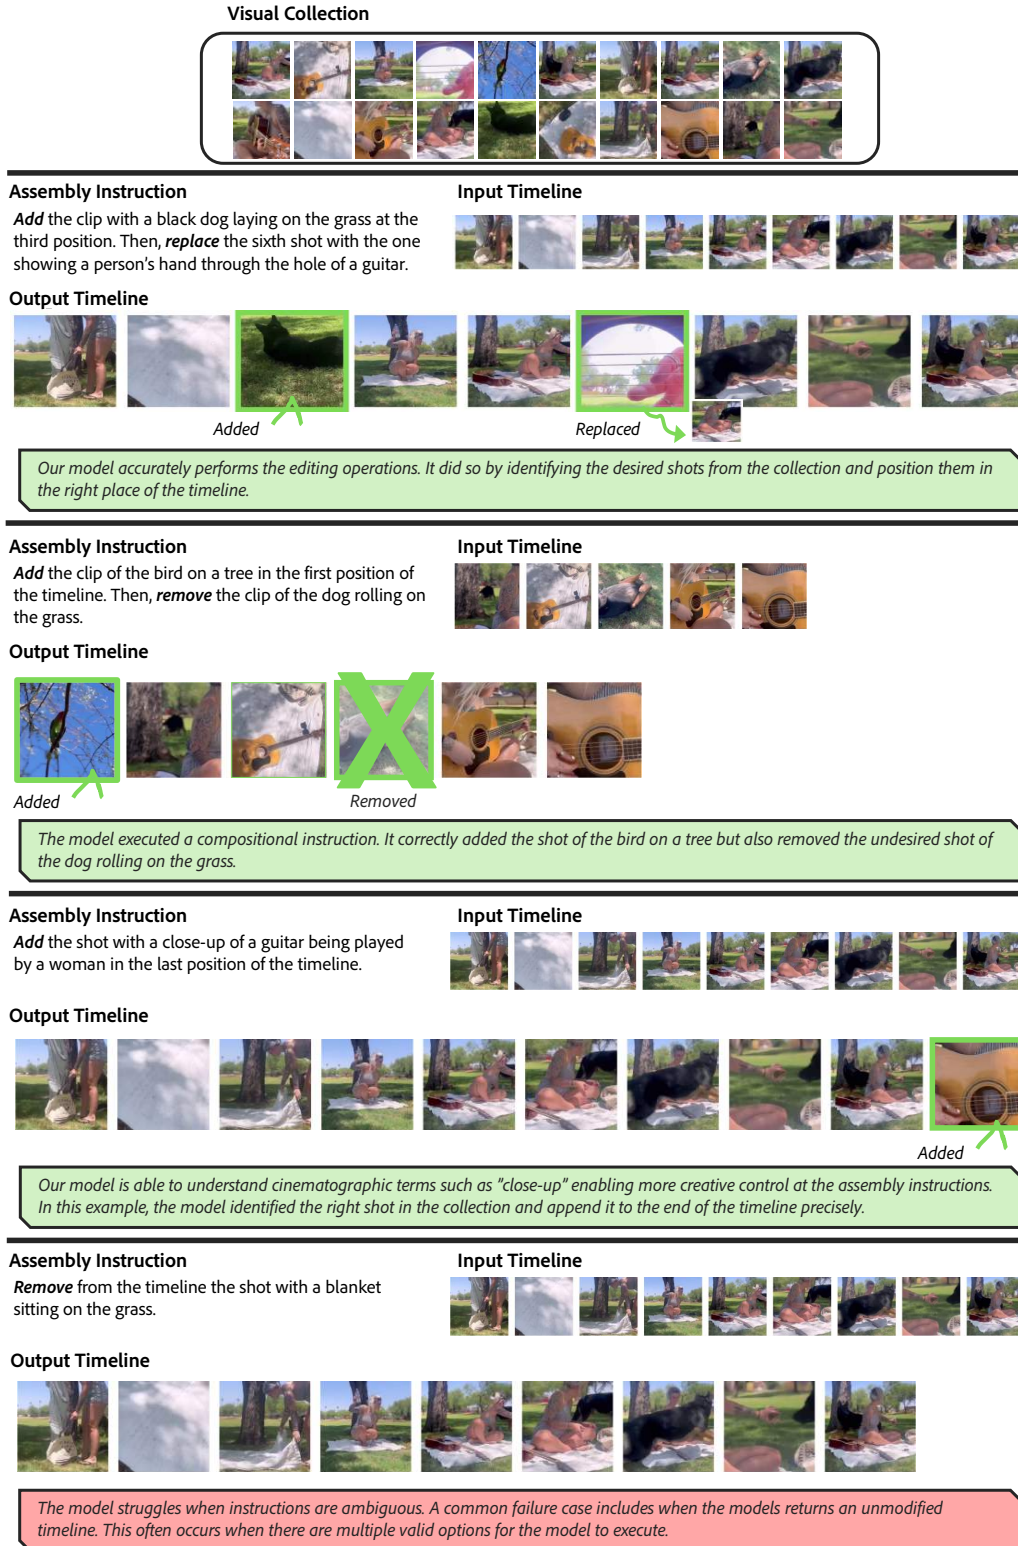 Visual Collection
Assembly Instruction
Input Timeline
Add the clip with a black dog laying on the grass at the
third position. Then, replace the sixth shot with the one
showing a person's hand through the hole of a guitar.
Output Timeline
Added
Replaced
Our model accurately performs the editing operations. It did so by identifying the desired shots from the collection and position them in
the right place of the timeline.
Assembly Instruction
Input Timeline
Add the clip of the bird on a tree in the first position of
the timeline. Then, remove the clip of the dog rolling on
the grass.
Output Timeline
Added
Removed
The model executed a compositional instruction. It correctly added the shot of the bird on a tree but also removed the undesired shot of
the dog rolling on the grass.
Assembly Instruction
Input Timeline
Add the shot with a close-up of a guitar being played
by a woman in the last position of the timeline.
Output Timeline
Added
Our model is able to understand cinematographic terms such as "close-up" enabling more creative control at the assembly instructions.
In this example, the model identified the right shot in the collection and append it to the end of the timeline precisely.
Assembly Instruction
Input Timeline
Remove from the timeline the shot with a blanket
sitting on the grass.
Output Timeline
The model struggles when instructions are ambiguous. A common failure case includes when the models returns an unmodified
timeline. This often occurs when there are multiple valid options for the model to execute.